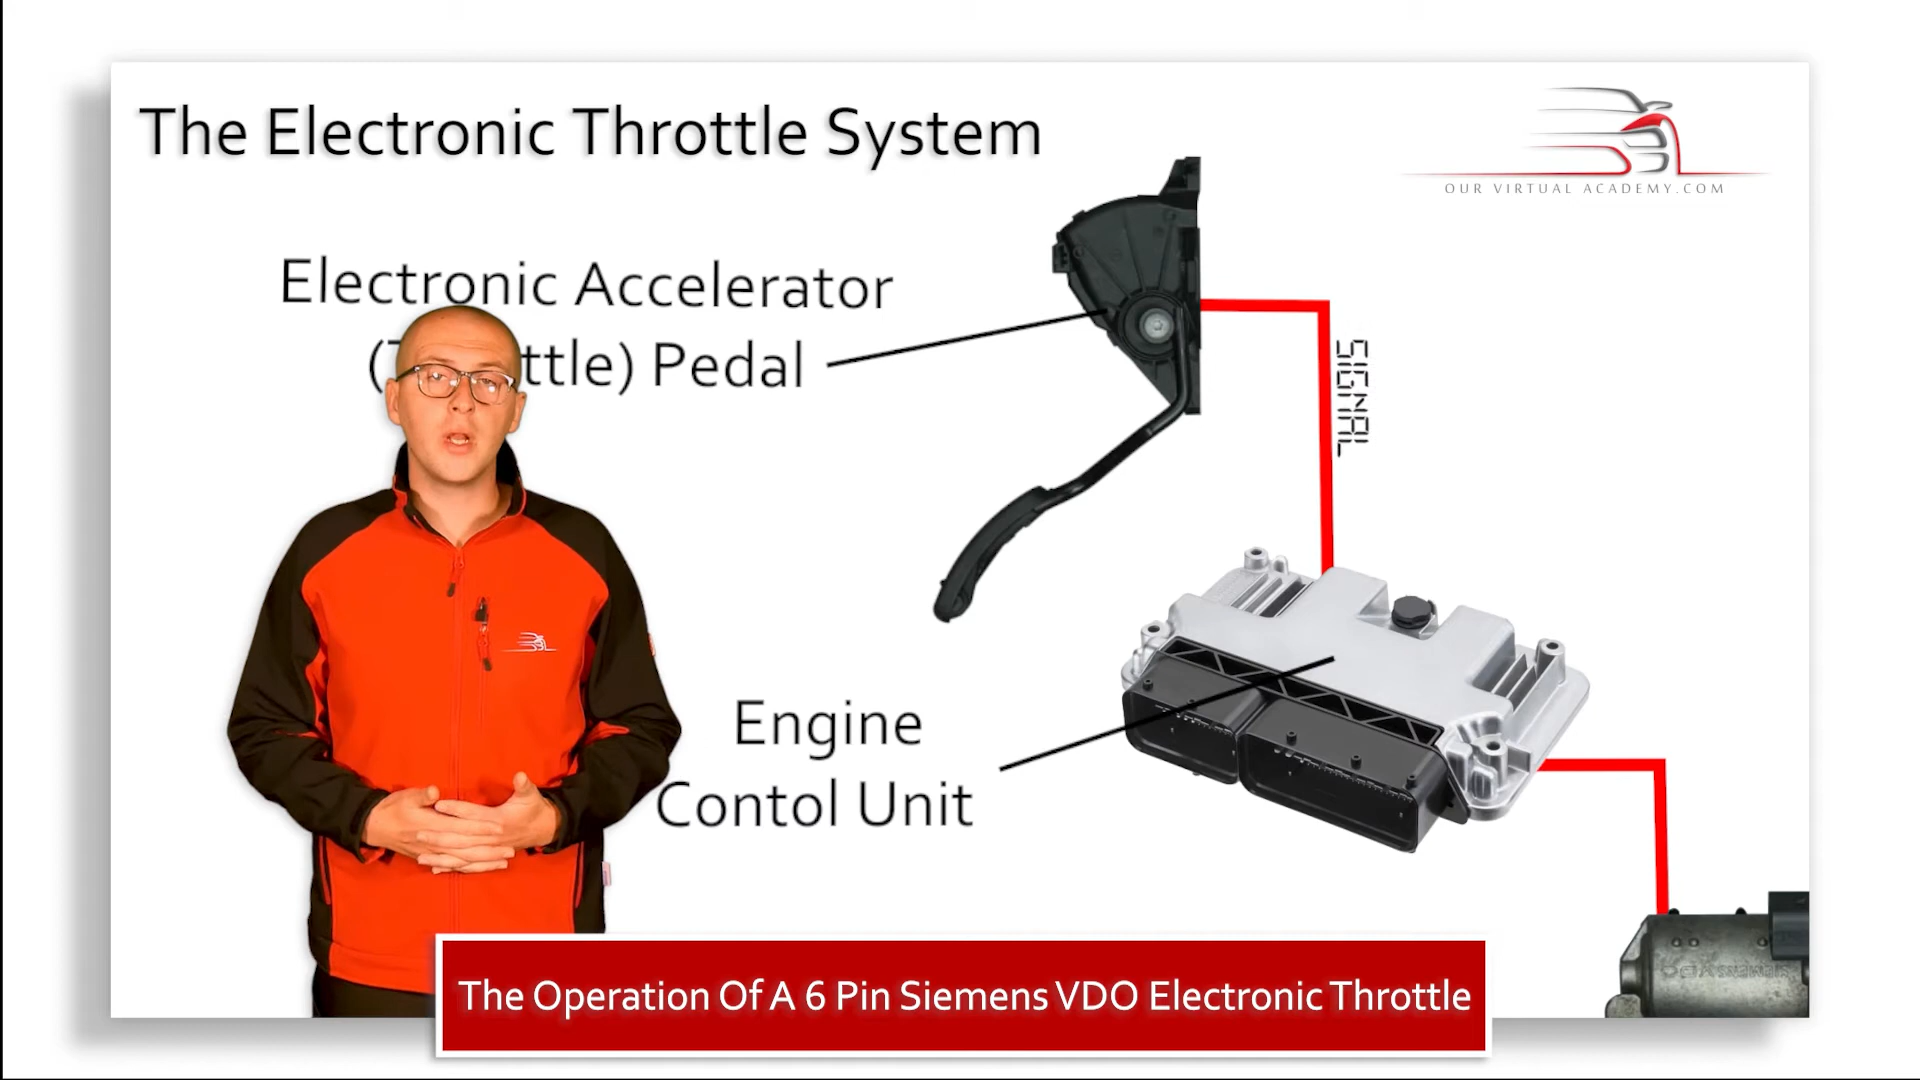 The Electronic Throttle System
OUR VIRTUAL ACADEMY.COM
Electronic Accelerator
ttle) Pedal
SIGNAL
Engine
Contol Unit
The Operation Of A 6 Pin Siemens VDO Electronic Throttle